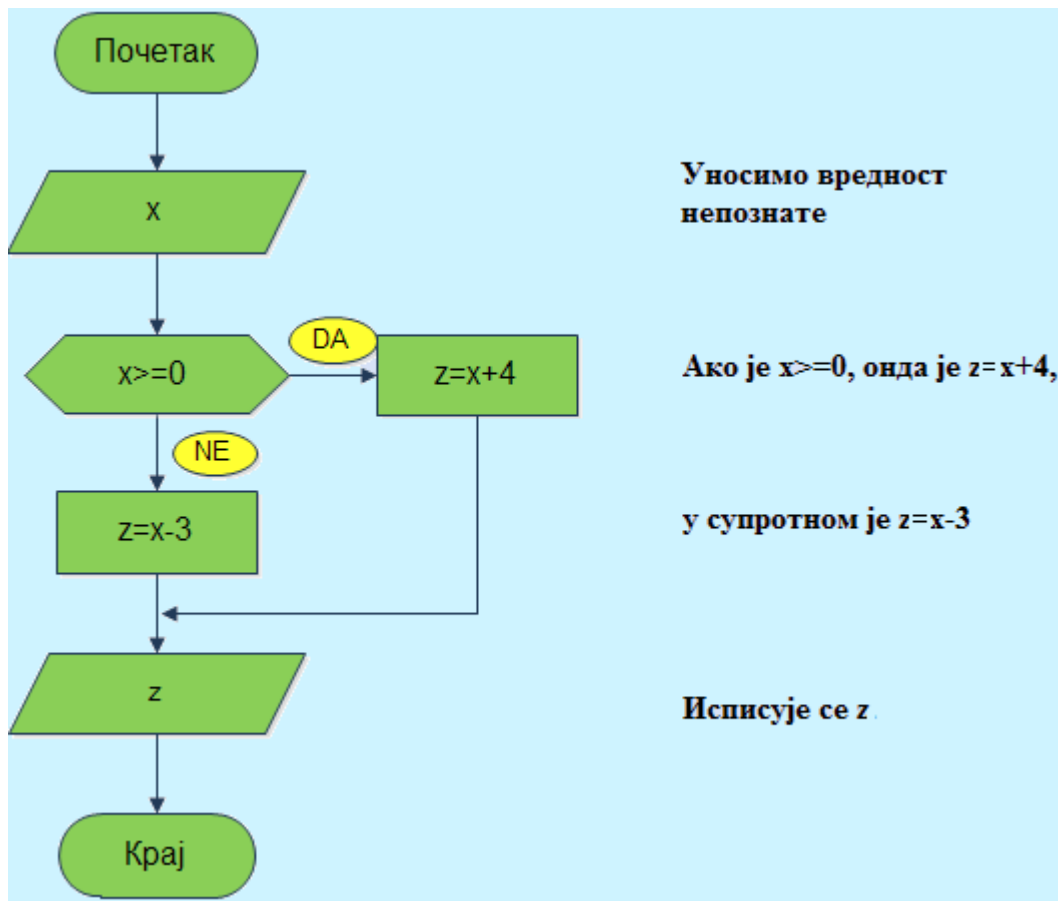 Почетак
x
Уносимо вредност
непознате
x>=0
DA
z=x+4
Ако је x>=0, онда је z=x+4,
NE
z=x-3
у супротном је z=x-3
z
Исписује се z.
Крај